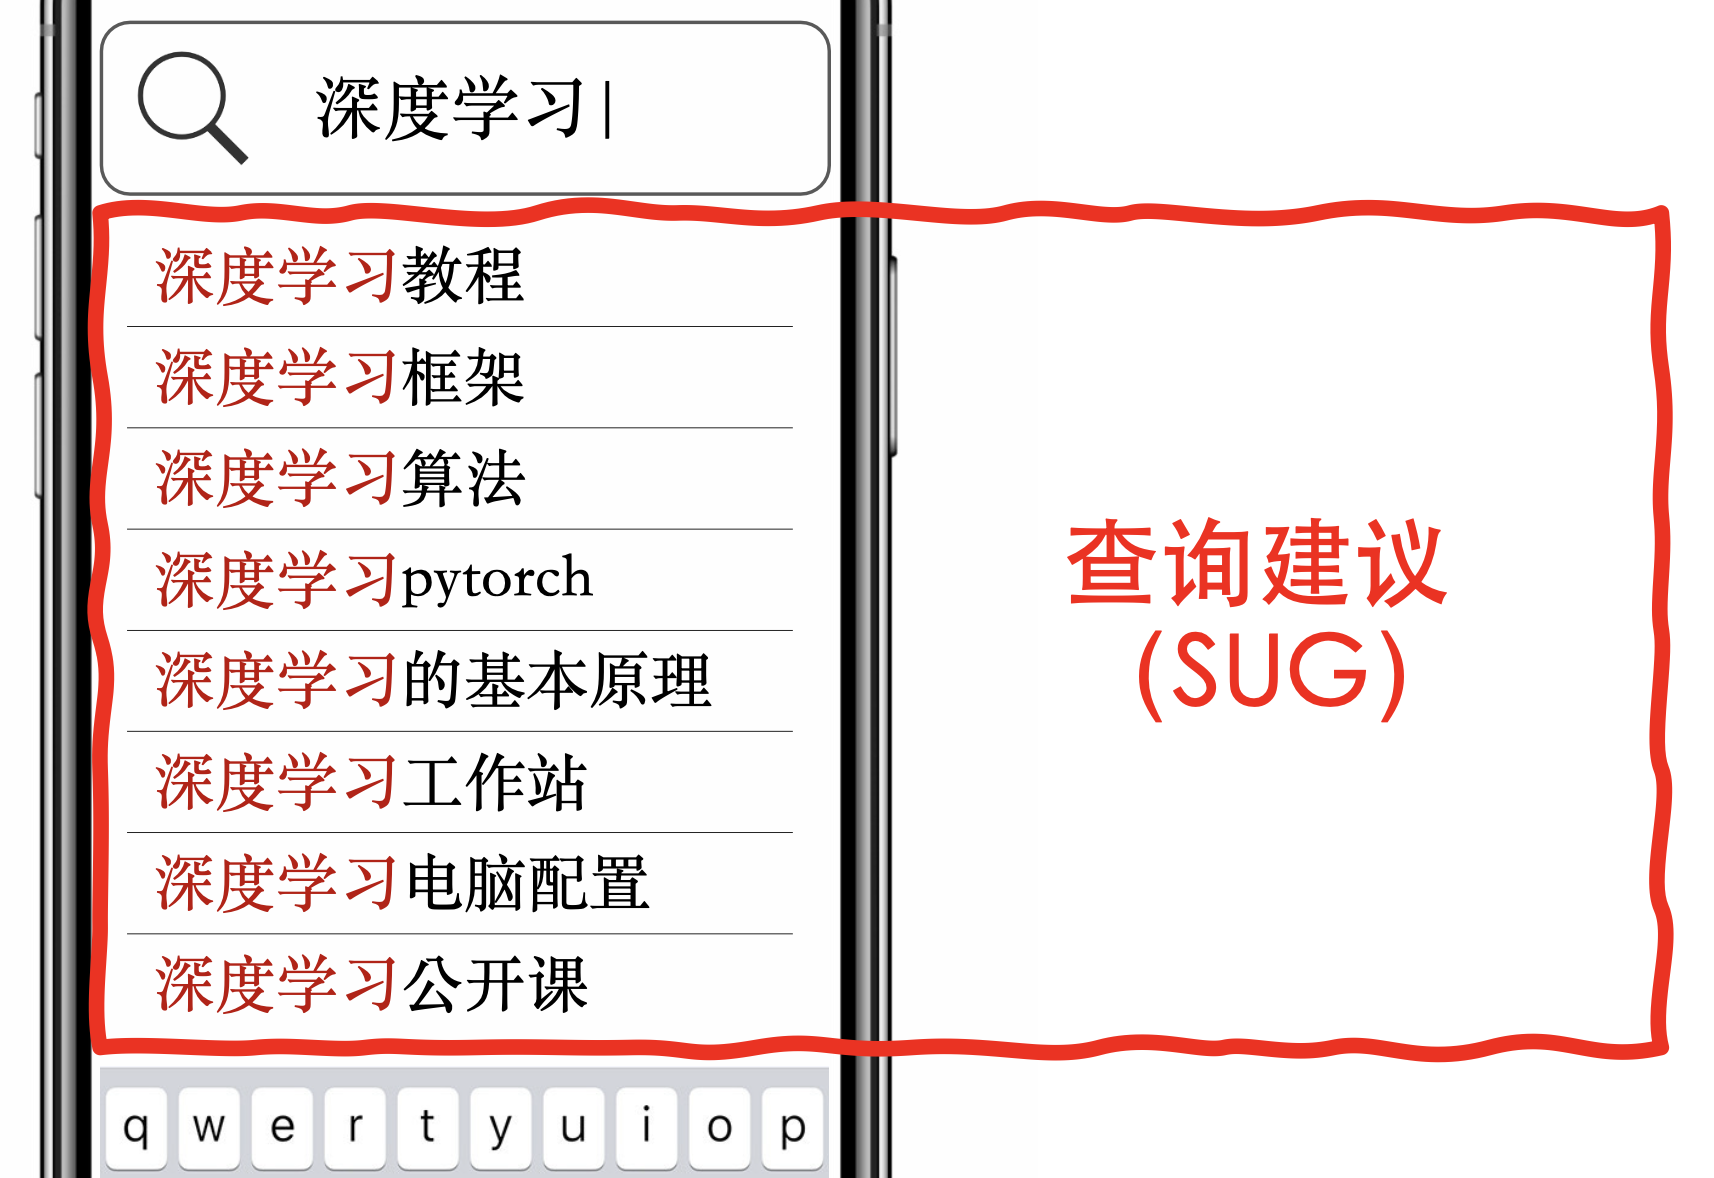 深度学习
深度学习教程
深度学习框架
深度学习算法
深度学习pytorch
深度学习的基本原理
深度学习工作站
深度学习电脑配置
深度学习公开课
查询建议
(SUG)
q w e r t y u i o p